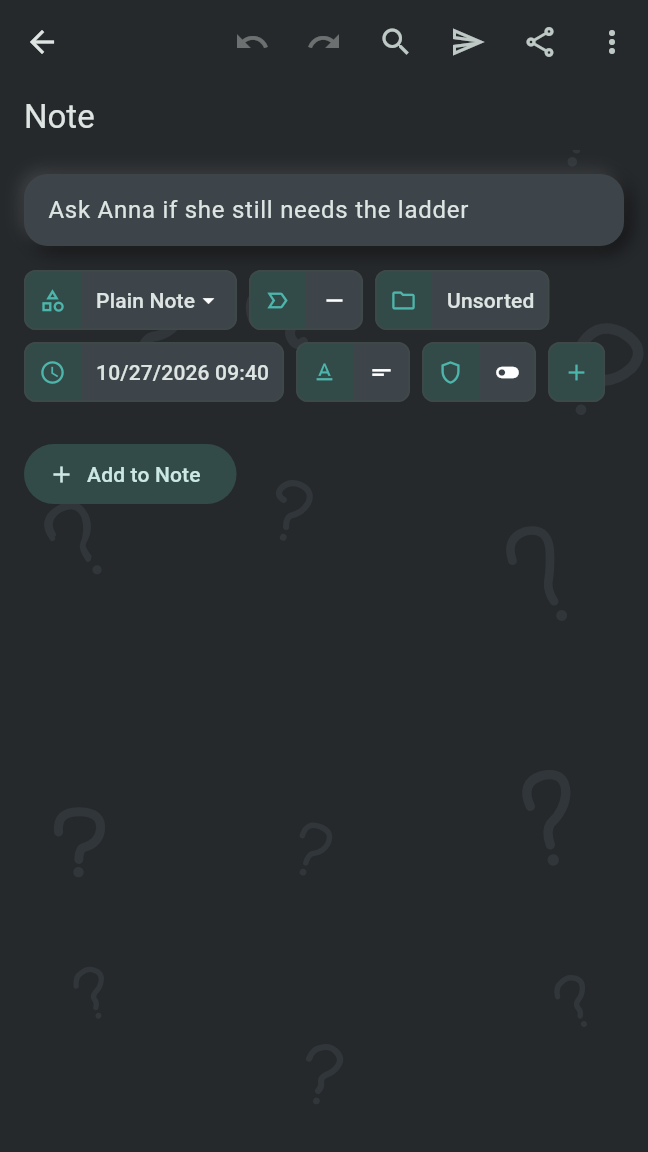 Note
Ask Anna if she still needs the ladder
Plain Note
Unsorted
10/27/2026 09:40
Add to Note